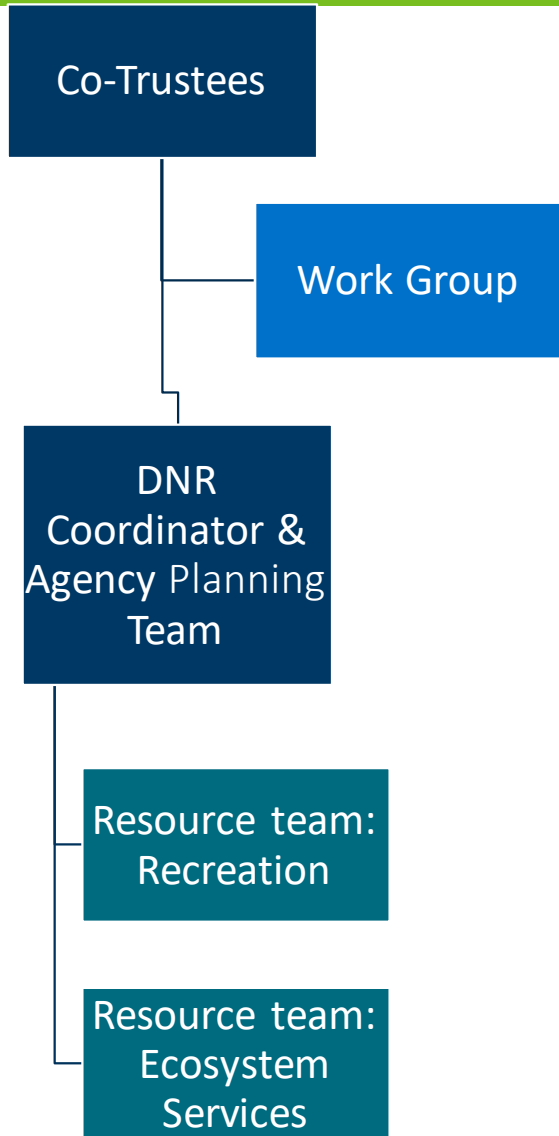 Co-Trustees
Work Group
DNR
Coordinator &
Agency Planning
Team
Resource team:
Recreation
Resource team:
Ecosystem
Services